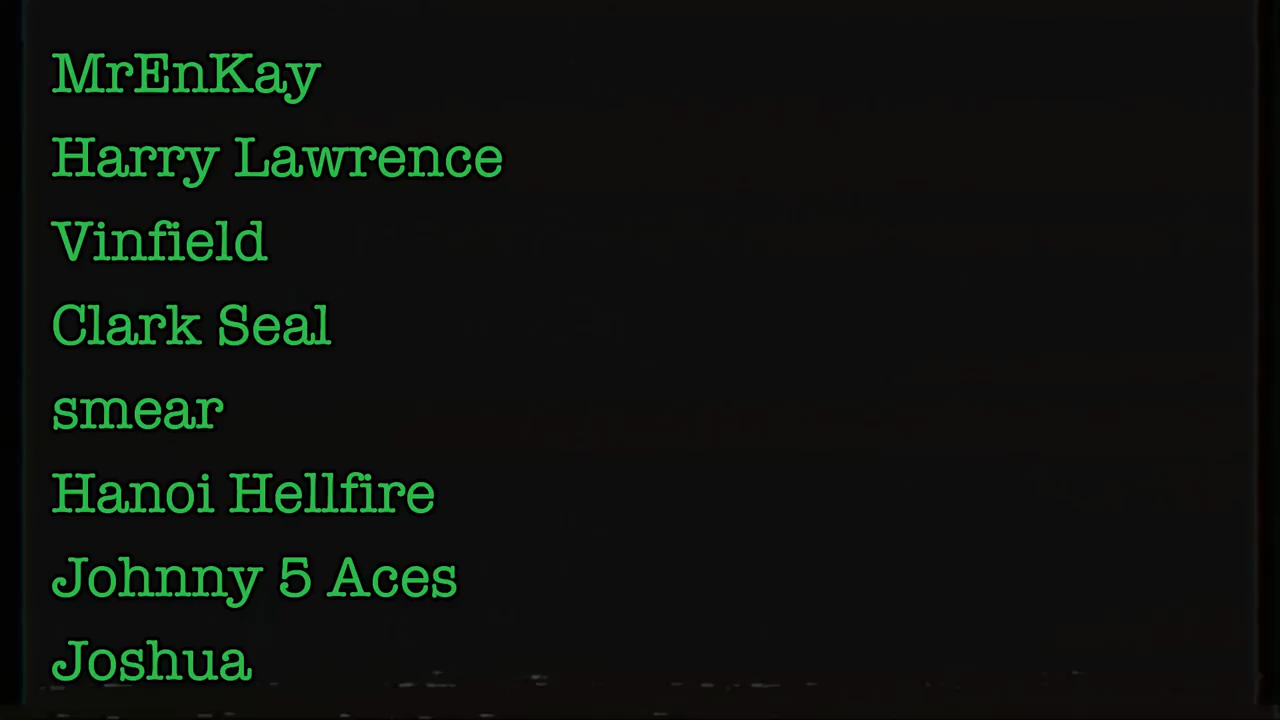 MrEnKay
Harry Lawrence
Vinfield
Clark Seal
smear
Hanoi Hellfire
Johnny 5 Aces
Joshua